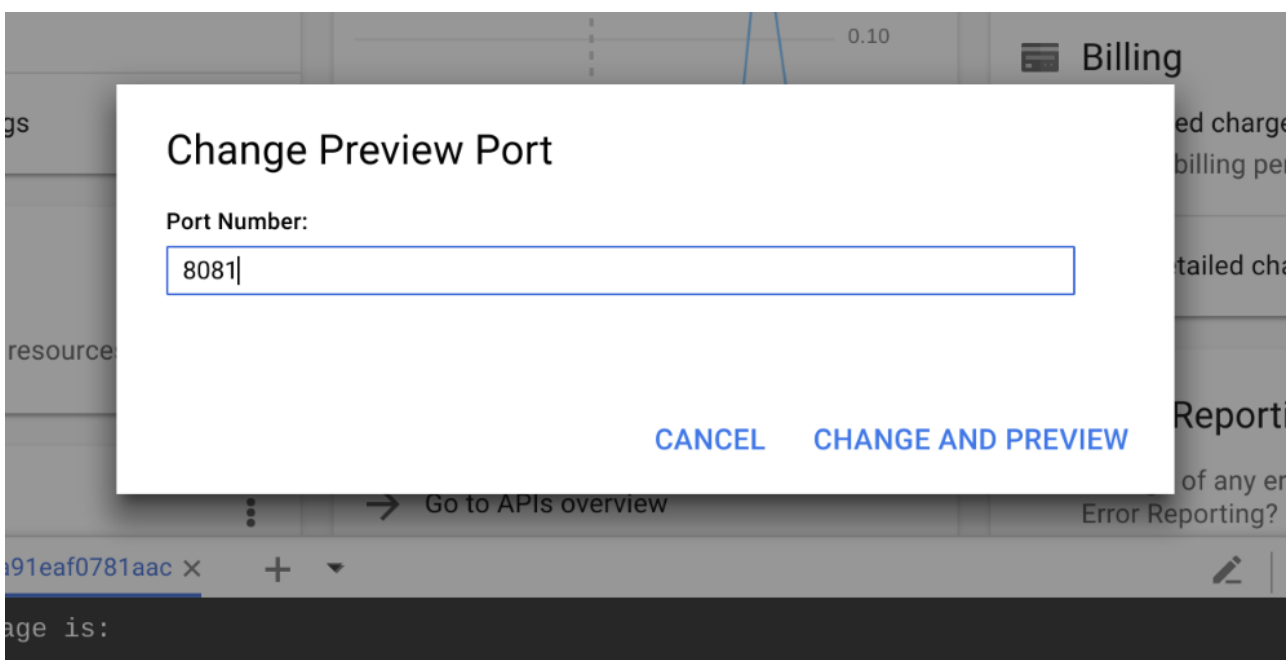 0.10
Billing
gs
ed charge
Change Preview Port
billing per
Port Number:
8081
tailed cha
resource
CANCEL
CHANGE AND PREVIEW
Reporti
of any er
Go to APIs overview
Error Reporting?
a91eaf0781aac
age is: